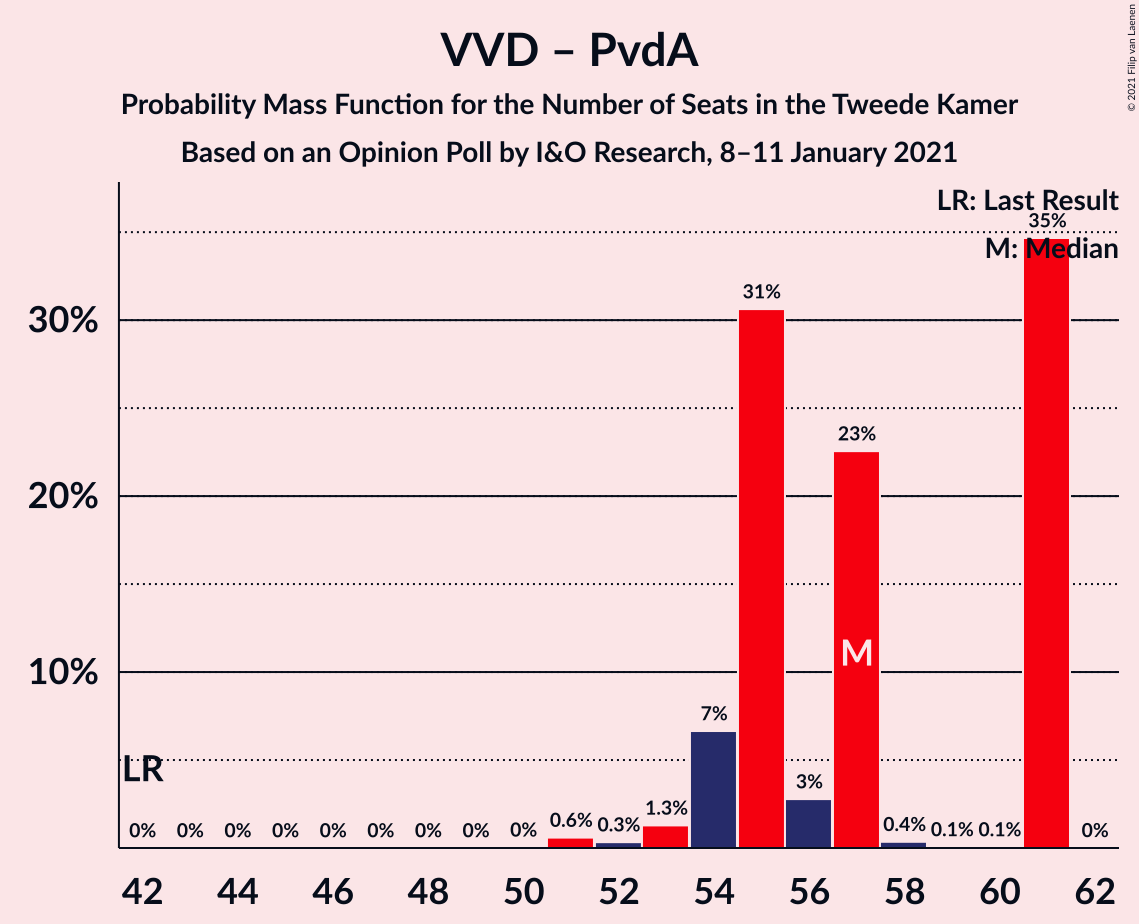 VVD – PvdA
Probability Mass Function for the Number of Seats in the Tweede Kamer
Based on an Opinion Poll by I&O Research, 8–11 January 2021
© 2021 Filip van Laenen
LR: Last Result
M: Median
30%
20%
10%
LR
M
0% 0% 0% 0% 0% 0% 0% 0% 0% 0.6% 0.3% 1.3% 7% 31% 3% 23% 0.4% 0.1% 0.1% 35% 0%
42 44 46 48 50 52 54 56 58 60 62